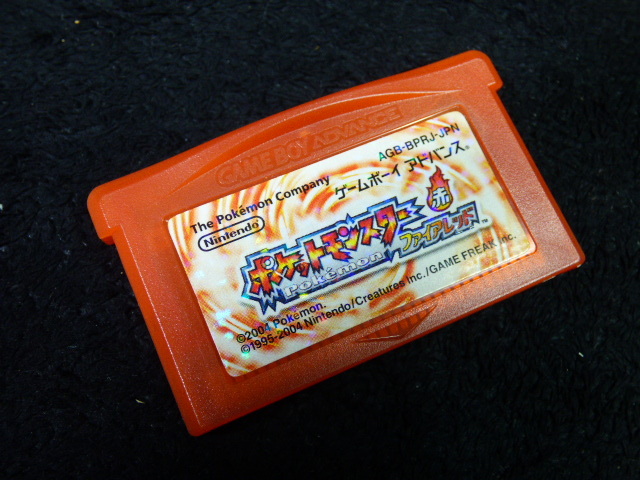 GAME BOY ADVANCE
AGB-BPRJ-JPN
The Pokémon Company
ゲームボーイ アドバンス®
Nintendo®
ポケットモンスター
赤
ファイアレッド™
Pokémon
©2004 Pokémon.
©1995-2004 Nintendo/Creatures Inc./GAME FREAK inc.